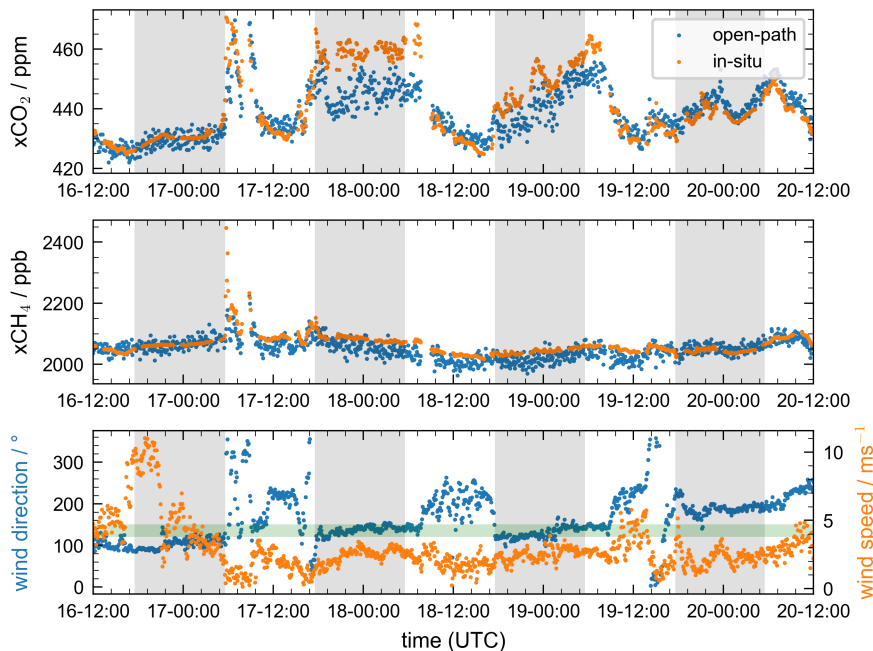 xCO₂ / ppm
460
440
420
open-path
in-situ
16-12:00 17-00:00 17-12:00 18-00:00 18-12:00 19-00:00 19-12:00 20-00:00 20-12:00
xCH₄ / ppb
2400
2200
2000
16-12:00 17-00:00 17-12:00 18-00:00 18-12:00 19-00:00 19-12:00 20-00:00 20-12:00
wind direction / °
300
200
100
0
10
5
0
wind speed / ms⁻¹
16-12:00 17-00:00 17-12:00 18-00:00 18-12:00 19-00:00 19-12:00 20-00:00 20-12:00
time (UTC)